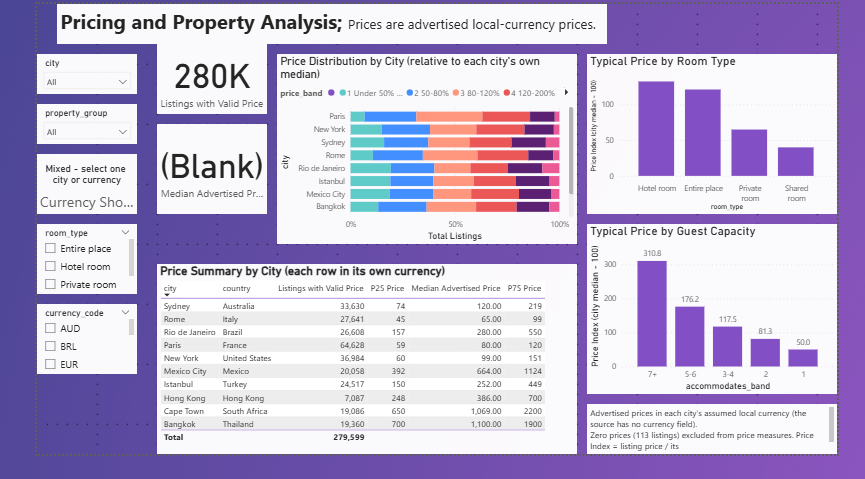 Pricing and Property Analysis; Prices are advertised local-currency prices.
city
All
property_group
All
Mixed - select one
city or currency
Currency Sho...
room_type
Entire place
Hotel room
Private room
currency_code
AUD
BRL
EUR
280K
Listings with Valid Price
(Blank)
Median Advertised Pr...
Price Distribution by City (relative to each city's own
median)
price_band 1 Under 50% ... 2 50-80% 3 80-120% 4 120-200%
city
Paris
New York
Sydney
Rome
Rio de Janeiro
Istanbul
Mexico City
Bangkok
0% 50% 100%
Total Listings
Price Summary by City (each row in its own currency)
city country Listings with Valid Price P25 Price Median Advertised Price P75 Price
Sydney Australia 33,630 74 120.00 219
Rome Italy 27,641 45 65.00 99
Rio de Janeiro Brazil 26,608 157 280.00 550
Paris France 64,628 59 80.00 120
New York United States 36,984 60 99.00 151
Mexico City Mexico 20,058 392 664.00 1124
Istanbul Turkey 24,517 150 252.00 449
Hong Kong Hong Kong 7,087 248 386.00 700
Cape Town South Africa 19,086 650 1,069.00 2200
Bangkok Thailand 19,360 700 1,100.00 1900
Total 279,599
Typical Price by Room Type
Price Index (city median = 100)
100
50
0
Hotel room Entire place Private room Shared room
room_type
Typical Price by Guest Capacity
Price Index (city median = 100)
300
200
100
0
310.8 176.2 117.5 81.3 50.0
7+ 5-6 3-4 2 1
accommodates_band
Advertised prices in each city's assumed local currency (the
source has no currency field).
Zero prices (113 listings) excluded from price measures. Price
Index = listing price / its